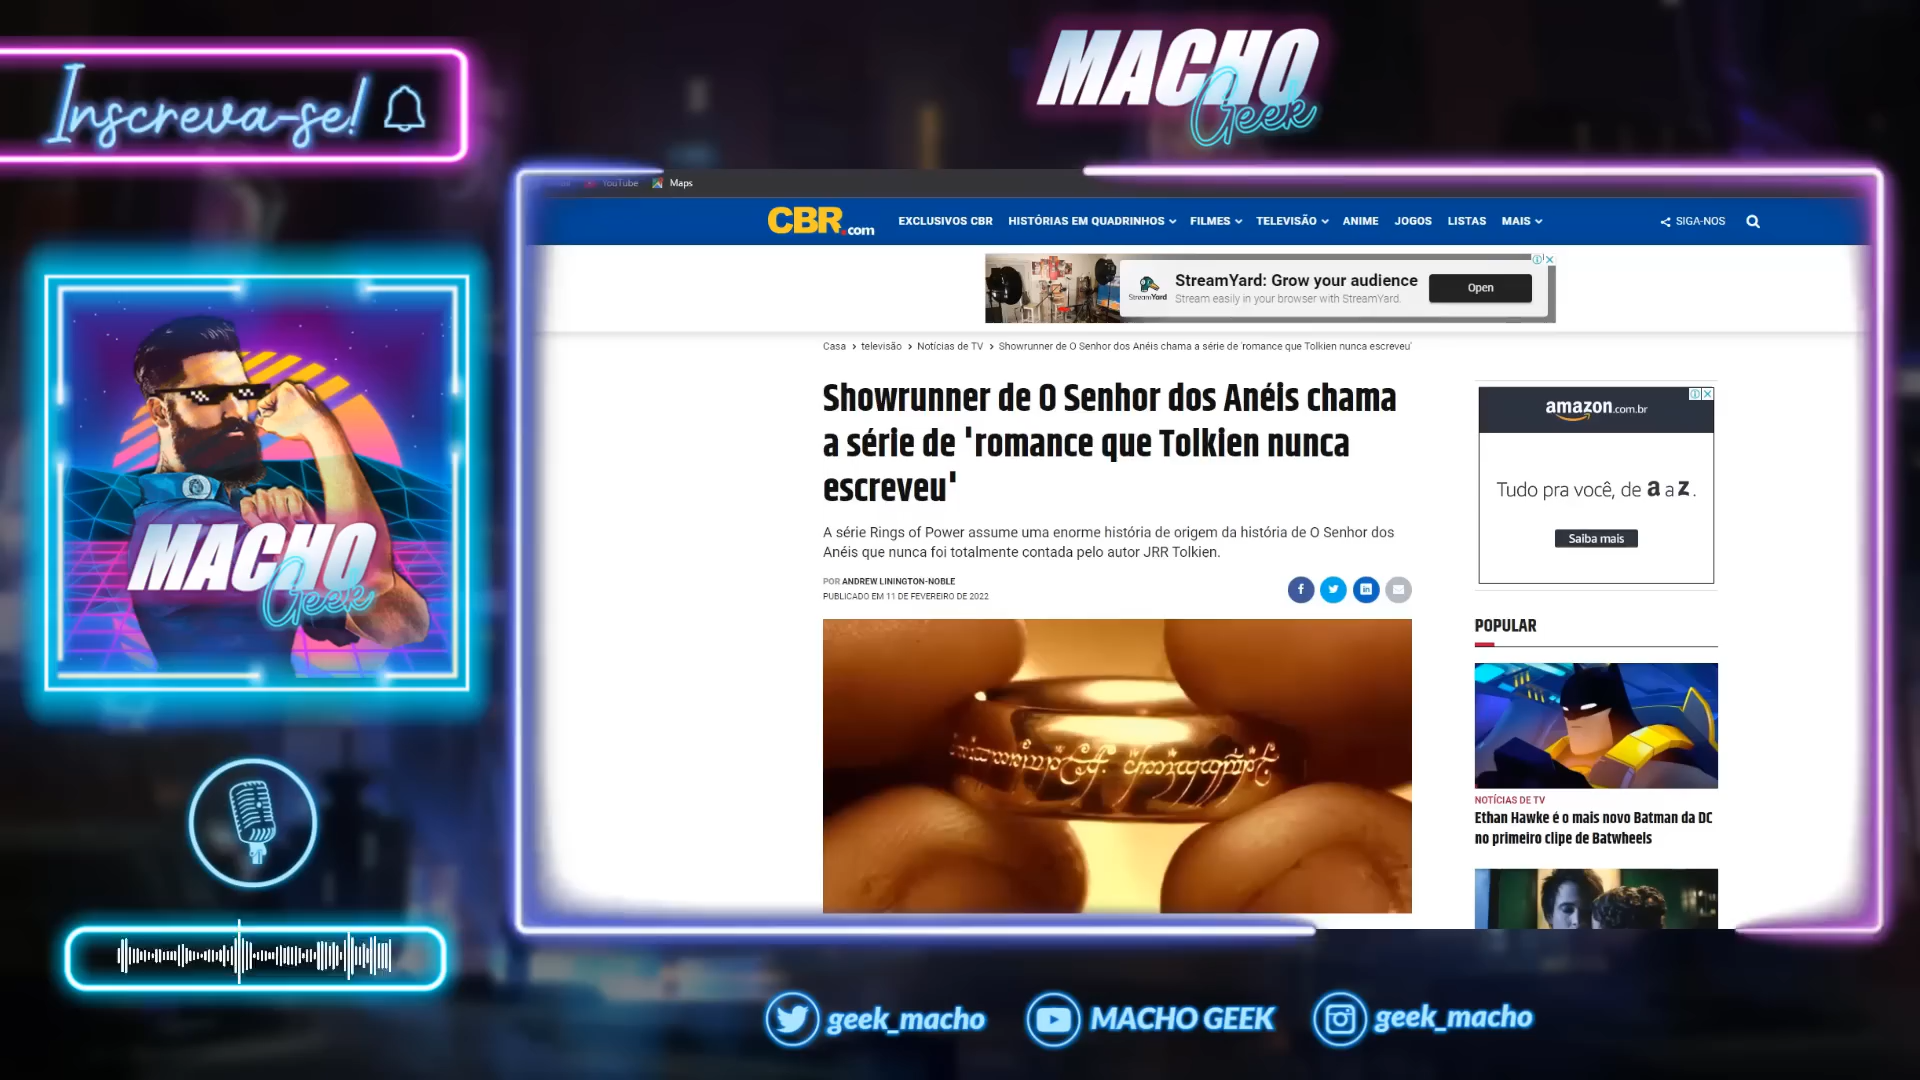 Inscreva-se!
MACHO
Geek
MACHO
Geek
YouTube
Maps
CBR.com
EXCLUSIVOS CBR
HISTÓRIAS EM QUADRINHOS
FILMES
TELEVISÃO
ANIME
JOGOS
LISTAS
MAIS
SIGA-NOS
StreamYard
StreamYard: Grow your audience
Stream easily in your browser with StreamYard.
Open
Casa > televisão > Notícias de TV > Showrunner de O Senhor dos Anéis chama a série de 'romance que Tolkien nunca escreveu'
Showrunner de O Senhor dos Anéis chama
a série de 'romance que Tolkien nunca
escreveu'
A série Rings of Power assume uma enorme história de origem da história de O Senhor dos
Anéis que nunca foi totalmente contada pelo autor JRR Tolkien.
POR ANDREW LININGTON-NOBLE
PUBLICADO EM 11 DE FEVEREIRO DE 2022
amazon.com.br
Tudo pra você, de a a z.
Saiba mais
POPULAR
NOTÍCIAS DE TV
Ethan Hawke é o mais novo Batman da DC
no primeiro clipe de Batwheels
geek_macho
MACHO GEEK
geek_macho